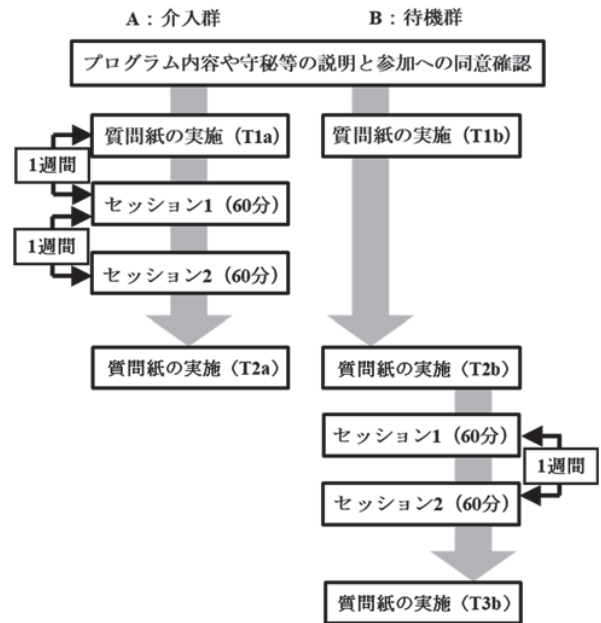 A：介入群
B：待機群
プログラム内容や守秘等の説明と参加への同意確認
質問紙の実施（T1a）
質問紙の実施（T1b）
1週間
セッション1（60分）
1週間
セッション2（60分）
質問紙の実施（T2a）
質問紙の実施（T2b）
セッション1（60分）
1週間
セッション2（60分）
質問紙の実施（T3b）